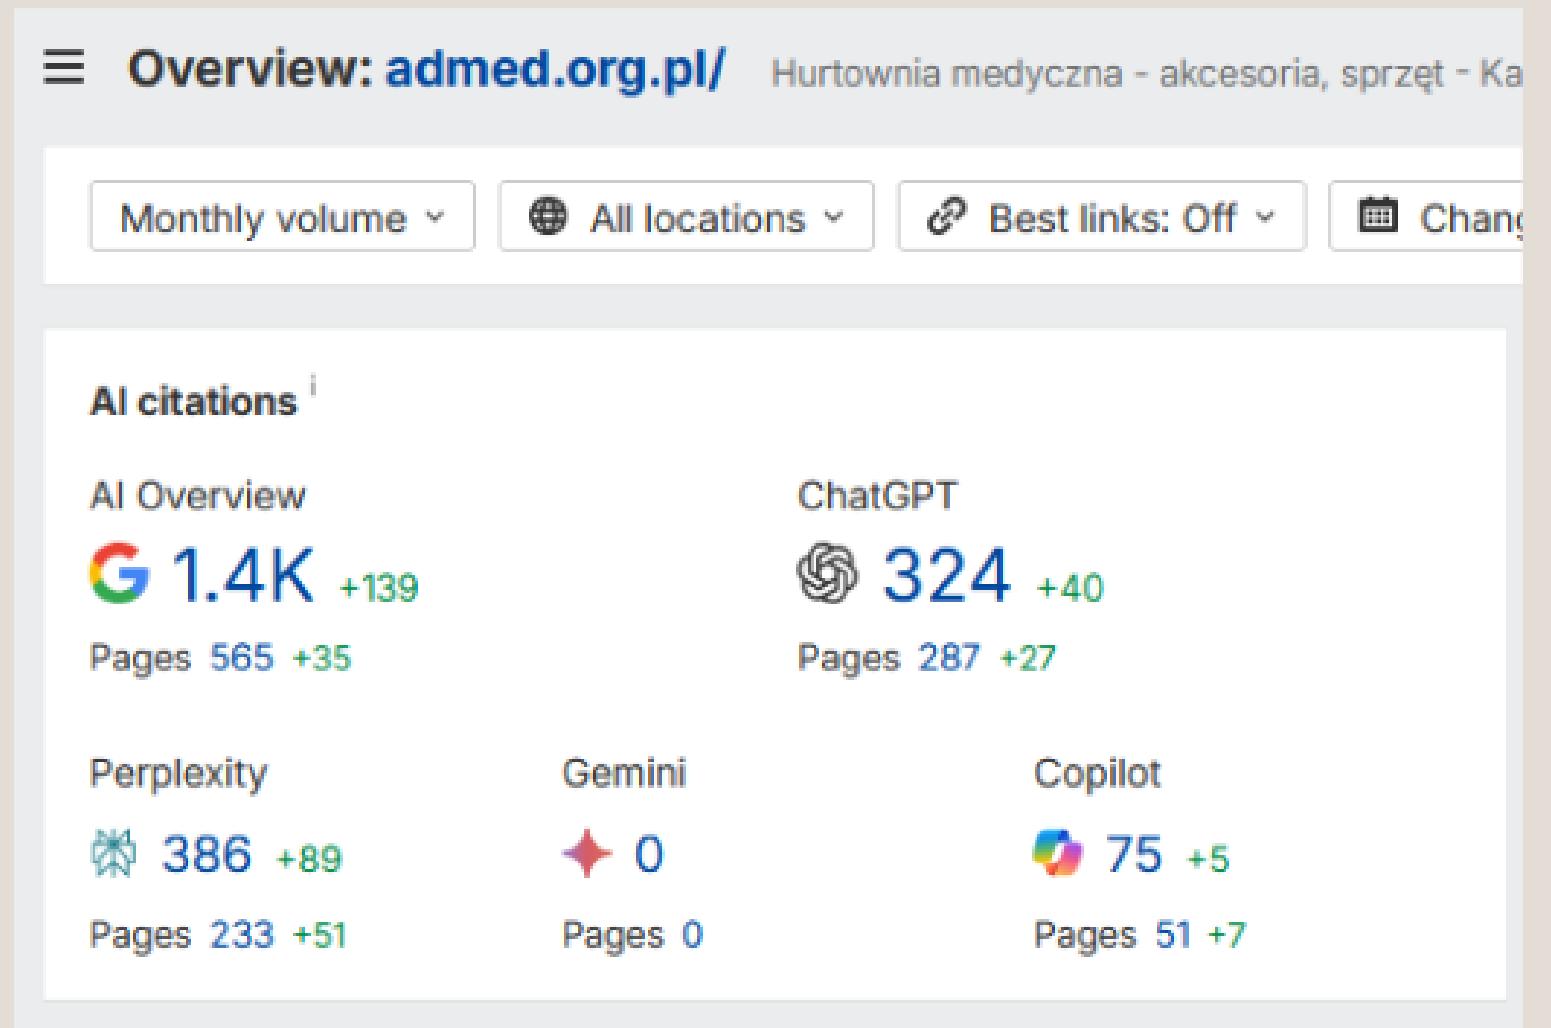 Overview: admed.org.pl/ Hurtownia medyczna - akcesoria, sprzęt - Ka
Monthly volume All locations Best links: Off Chang
AI citations i
AI Overview ChatGPT
1.4K +139 324 +40
Pages 565 +35 Pages 287 +27
Perplexity Gemini Copilot
386 +89 0 75 +5
Pages 233 +51 Pages 0 Pages 51 +7